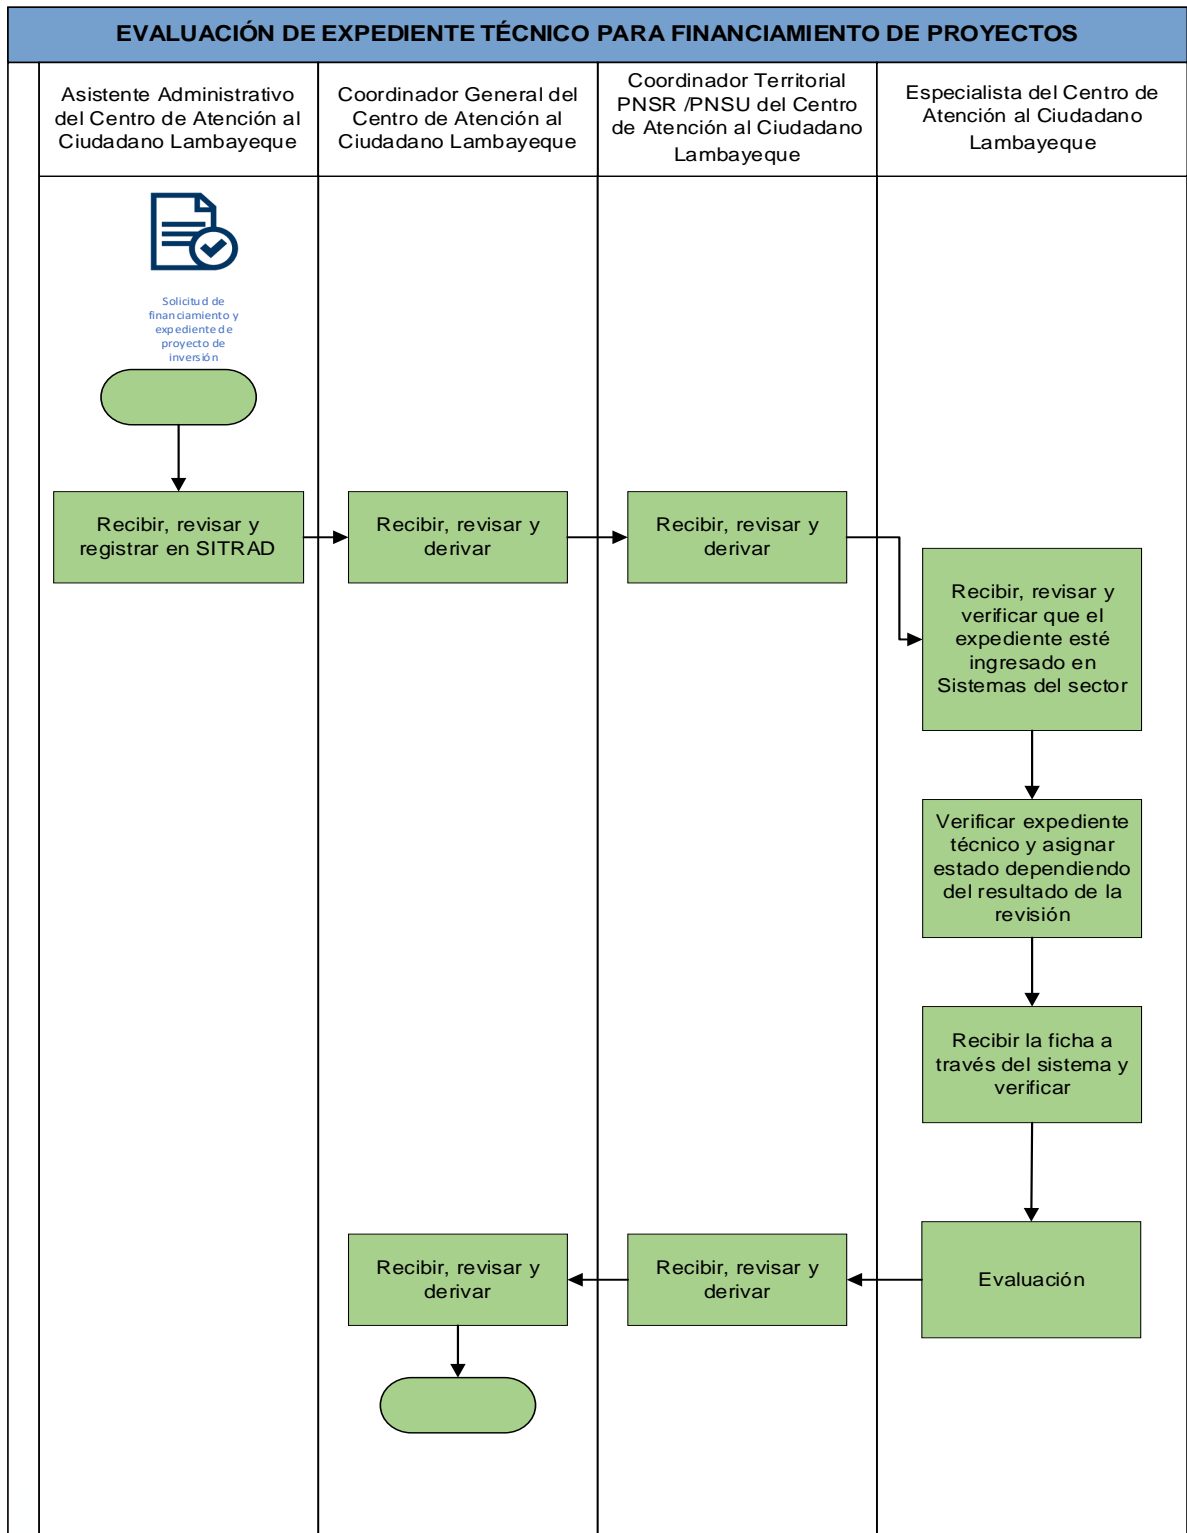 EVALUACIÓN DE EXPEDIENTE TÉCNICO PARA FINANCIAMIENTO DE PROYECTOS
Asistente Administrativo
del Centro de Atención al
Ciudadano Lambayeque
Coordinador General del
Centro de Atención al
Ciudadano Lambayeque
Coordinador Territorial
PNSR /PNSU del Centro
de Atención al Ciudadano
Lambayeque
Especialista del Centro de
Atención al Ciudadano
Lambayeque
Solicitud de
financiamiento y
expediente de
proyecto de
inversión
Recibir, revisar y
registrar en SITRAD
Recibir, revisar y
derivar
Recibir, revisar y
derivar
Recibir, revisar y
verificar que el
expediente esté
ingresado en
Sistemas del sector
Verificar expediente
técnico y asignar
estado dependiendo
del resultado de la
revisión
Recibir la ficha a
través del sistema y
verificar
Recibir, revisar y
derivar
Recibir, revisar y
derivar
Evaluación